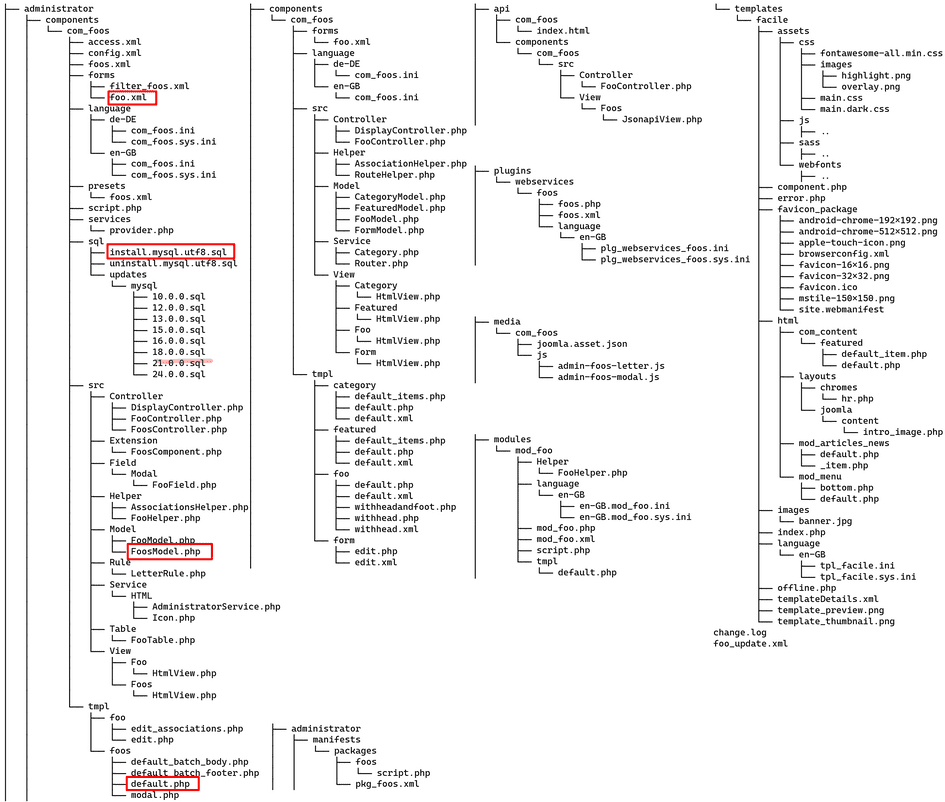 administrator
components
com_foos
access.xml
config.xml
foos.xml
forms
filter_foos.xml
foo.xml
language
de-DE
com_foos.ini
com_foos.sys.ini
en-GB
com_foos.ini
com_foos.sys.ini
presets
foos.xml
script.php
services
provider.php
sql
install.mysql.utf8.sql
uninstall.mysql.utf8.sql
updates
mysql
10.0.0.sql
12.0.0.sql
13.0.0.sql
15.0.0.sql
16.0.0.sql
18.0.0.sql
21.0.0.sql
24.0.0.sql
src
Controller
DisplayController.php
FooController.php
FoosController.php
Extension
FoosComponent.php
Field
Modal
FooField.php
Helper
AssociationsHelper.php
FooHelper.php
Model
FooModel.php
FoosModel.php
Rule
LetterRule.php
Service
HTML
AdministratorService.php
Icon.php
Table
FooTable.php
View
Foo
HtmlView.php
Foos
HtmlView.php
tmpl
foo
edit_associations.php
edit.php
foos
default_batch_body.php
default_batch_footer.php
default.php
modal.php
components
com_foos
forms
foo.xml
language
de-DE
com_foos.ini
en-GB
com_foos.ini
src
Controller
DisplayController.php
FooController.php
Helper
AssociationHelper.php
RouteHelper.php
Model
CategoryModel.php
FeaturedModel.php
FooModel.php
FormModel.php
Service
Category.php
Router.php
View
Category
HtmlView.php
Featured
HtmlView.php
Foo
HtmlView.php
Form
HtmlView.php
tmpl
category
default_items.php
default.php
default.xml
featured
default_items.php
default.php
default.xml
foo
default.php
default.xml
withheadandfoot.php
withhead.php
withhead.xml
form
edit.php
edit.xml
administrator
manifests
packages
foos
script.php
pkg_foos.xml
api
com_foos
index.html
components
com_foos
src
Controller
FooController.php
View
Foos
JsonapiView.php
plugins
webservices
foos
foos.php
foos.xml
language
en-GB
plg_webservices_foos.ini
plg_webservices_foos.sys.ini
media
com_foos
joomla.asset.json
js
admin-foos-letter.js
admin-foos-modal.js
modules
mod_foo
Helper
FooHelper.php
language
en-GB
en-GB.mod_foo.ini
en-GB.mod_foo.sys.ini
mod_foo.php
mod_foo.xml
script.php
tmpl
default.php
templates
facile
assets
css
fontawesome-all.min.css
images
highlight.png
overlay.png
main.css
main.dark.css
js
..
sass
..
webfonts
..
component.php
error.php
favicon_package
android-chrome-192×192.png
android-chrome-512×512.png
apple-touch-icon.png
browserconfig.xml
favicon-16×16.png
favicon-32×32.png
favicon.ico
mstile-150×150.png
site.webmanifest
html
com_content
featured
default_item.php
default.php
layouts
chromes
hr.php
joomla
content
intro_image.php
mod_articles_news
default.php
_item.php
mod_menu
bottom.php
default.php
images
banner.jpg
index.php
language
en-GB
tpl_facile.ini
tpl_facile.sys.ini
offline.php
templateDetails.xml
template_preview.png
template_thumbnail.png
change.log
foo_update.xml